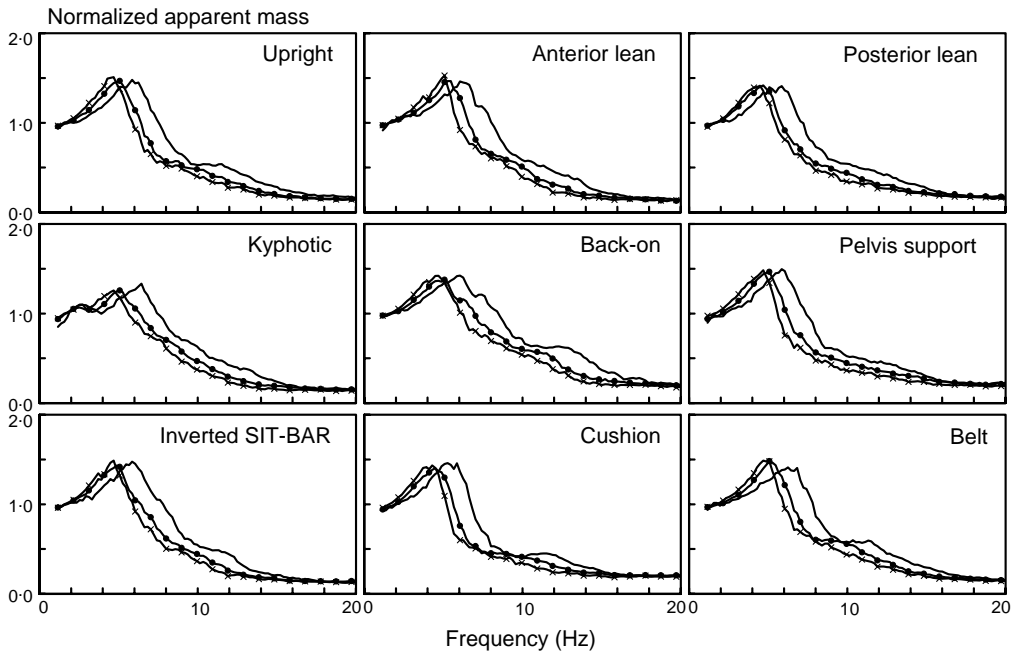 Normalized apparent mass
2·0
Upright
Anterior lean
Posterior lean
1·0
0·0
2·0
Kyphotic
Back-on
Pelvis support
1·0
0·0
2·0
Inverted SIT-BAR
Cushion
Belt
1·0
0·0
0 10 20 0 10 20 0 10 20
Frequency (Hz)